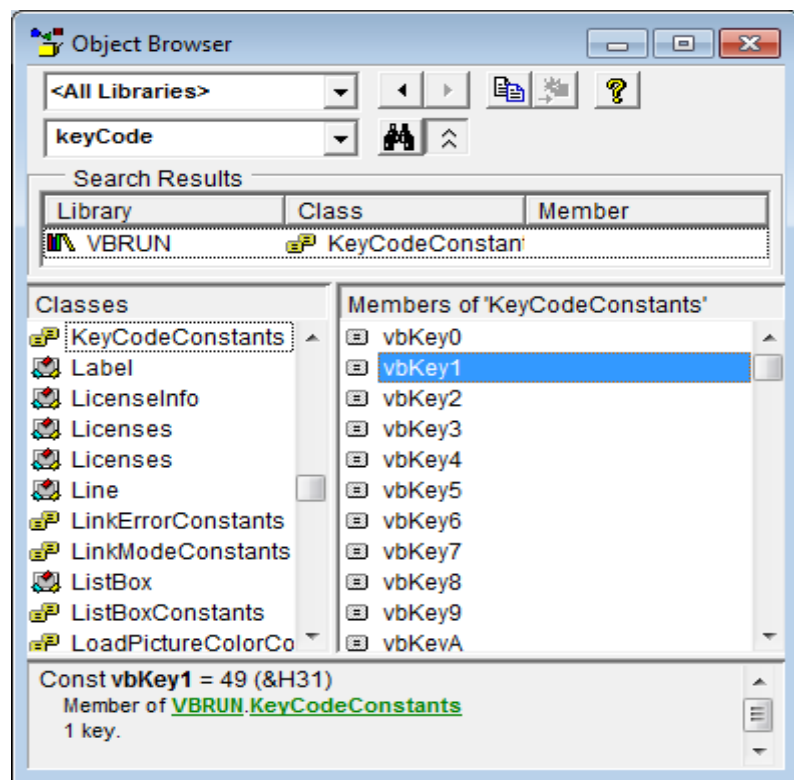 Object Browser
<All Libraries>
keyCode
Search Results
Library Class Member
VBRUN KeyCodeConstan
Classes
KeyCodeConstants
Label
LicenseInfo
Licenses
Licenses
Line
LinkErrorConstants
LinkModeConstants
ListBox
ListBoxConstants
LoadPictureColorCo
Members of 'KeyCodeConstants'
vbKey0
vbKey1
vbKey2
vbKey3
vbKey4
vbKey5
vbKey6
vbKey7
vbKey8
vbKey9
vbKeyA
Const vbKey1 = 49 (&H31)
Member of VBRUN.KeyCodeConstants
1 key.